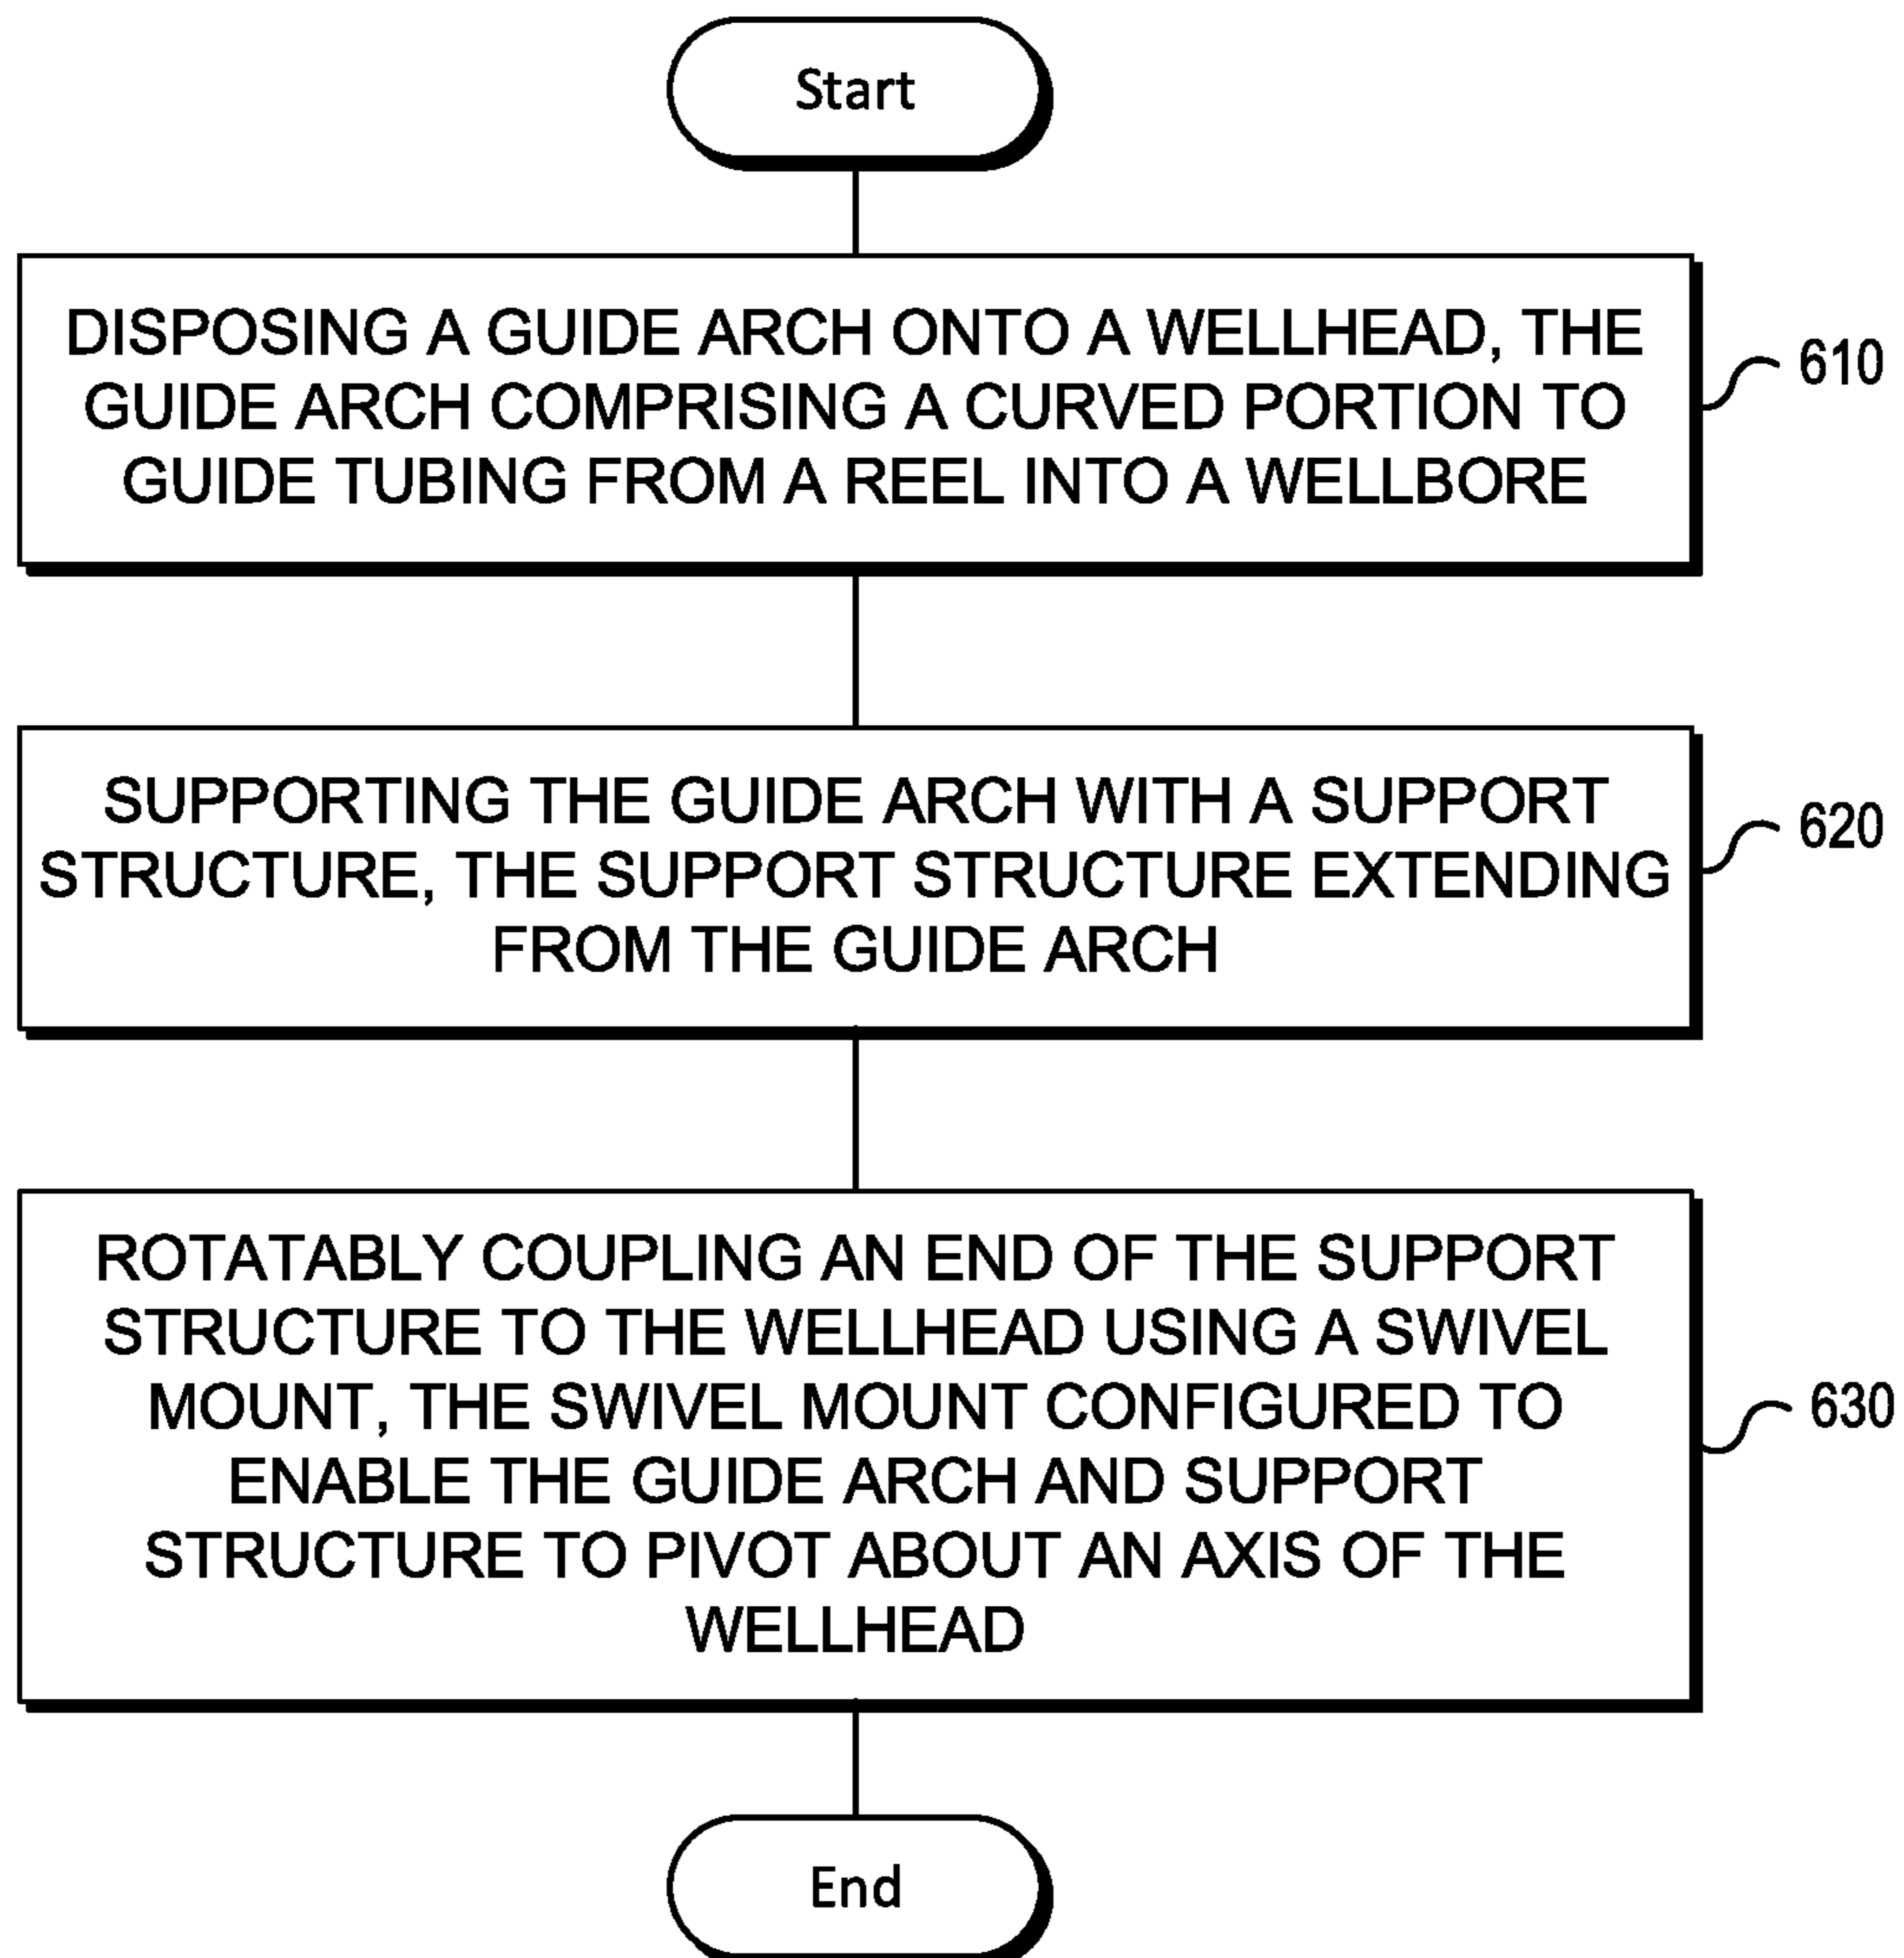 Start
DISPOSING A GUIDE ARCH ONTO A WELLHEAD, THE
GUIDE ARCH COMPRISING A CURVED PORTION TO
GUIDE TUBING FROM A REEL INTO A WELLBORE
610
SUPPORTING THE GUIDE ARCH WITH A SUPPORT
STRUCTURE, THE SUPPORT STRUCTURE EXTENDING
FROM THE GUIDE ARCH
620
ROTATABLY COUPLING AN END OF THE SUPPORT
STRUCTURE TO THE WELLHEAD USING A SWIVEL
MOUNT, THE SWIVEL MOUNT CONFIGURED TO
ENABLE THE GUIDE ARCH AND SUPPORT
STRUCTURE TO PIVOT ABOUT AN AXIS OF THE
WELLHEAD
630
End